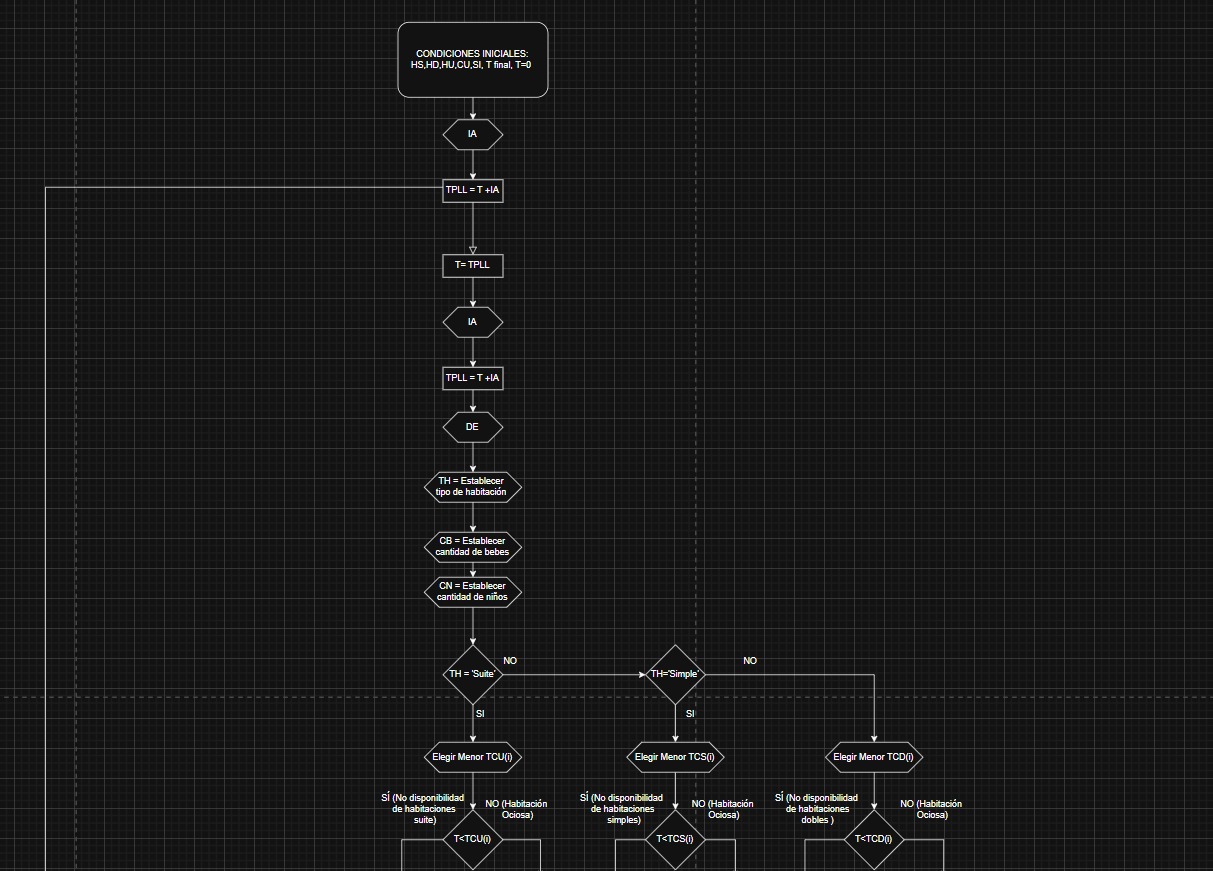 CONDICIONES INICIALES:
HS,HD,HU,CU,SI, T final, T=0
IA
TPLL = T +IA
T= TPLL
IA
TPLL = T +IA
DE
TH = Establecer
tipo de habitación
CB = Establecer
cantidad de bebes
CN = Establecer
cantidad de niños
TH = 'Suite'
NO
TH='Simple'
NO
SI
SI
Elegir Menor TCU(i)
Elegir Menor TCS(i)
Elegir Menor TCD(i)
SÍ (No disponibilidad
de habitaciones
suite)
NO (Habitación
Ociosa)
SÍ (No disponibilidad
de habitaciones
simples)
NO (Habitación
Ociosa)
SÍ (No disponibilidad
de habitaciones
dobles )
NO (Habitación
Ociosa)
T<TCU(i)
T<TCS(i)
T<TCD(i)